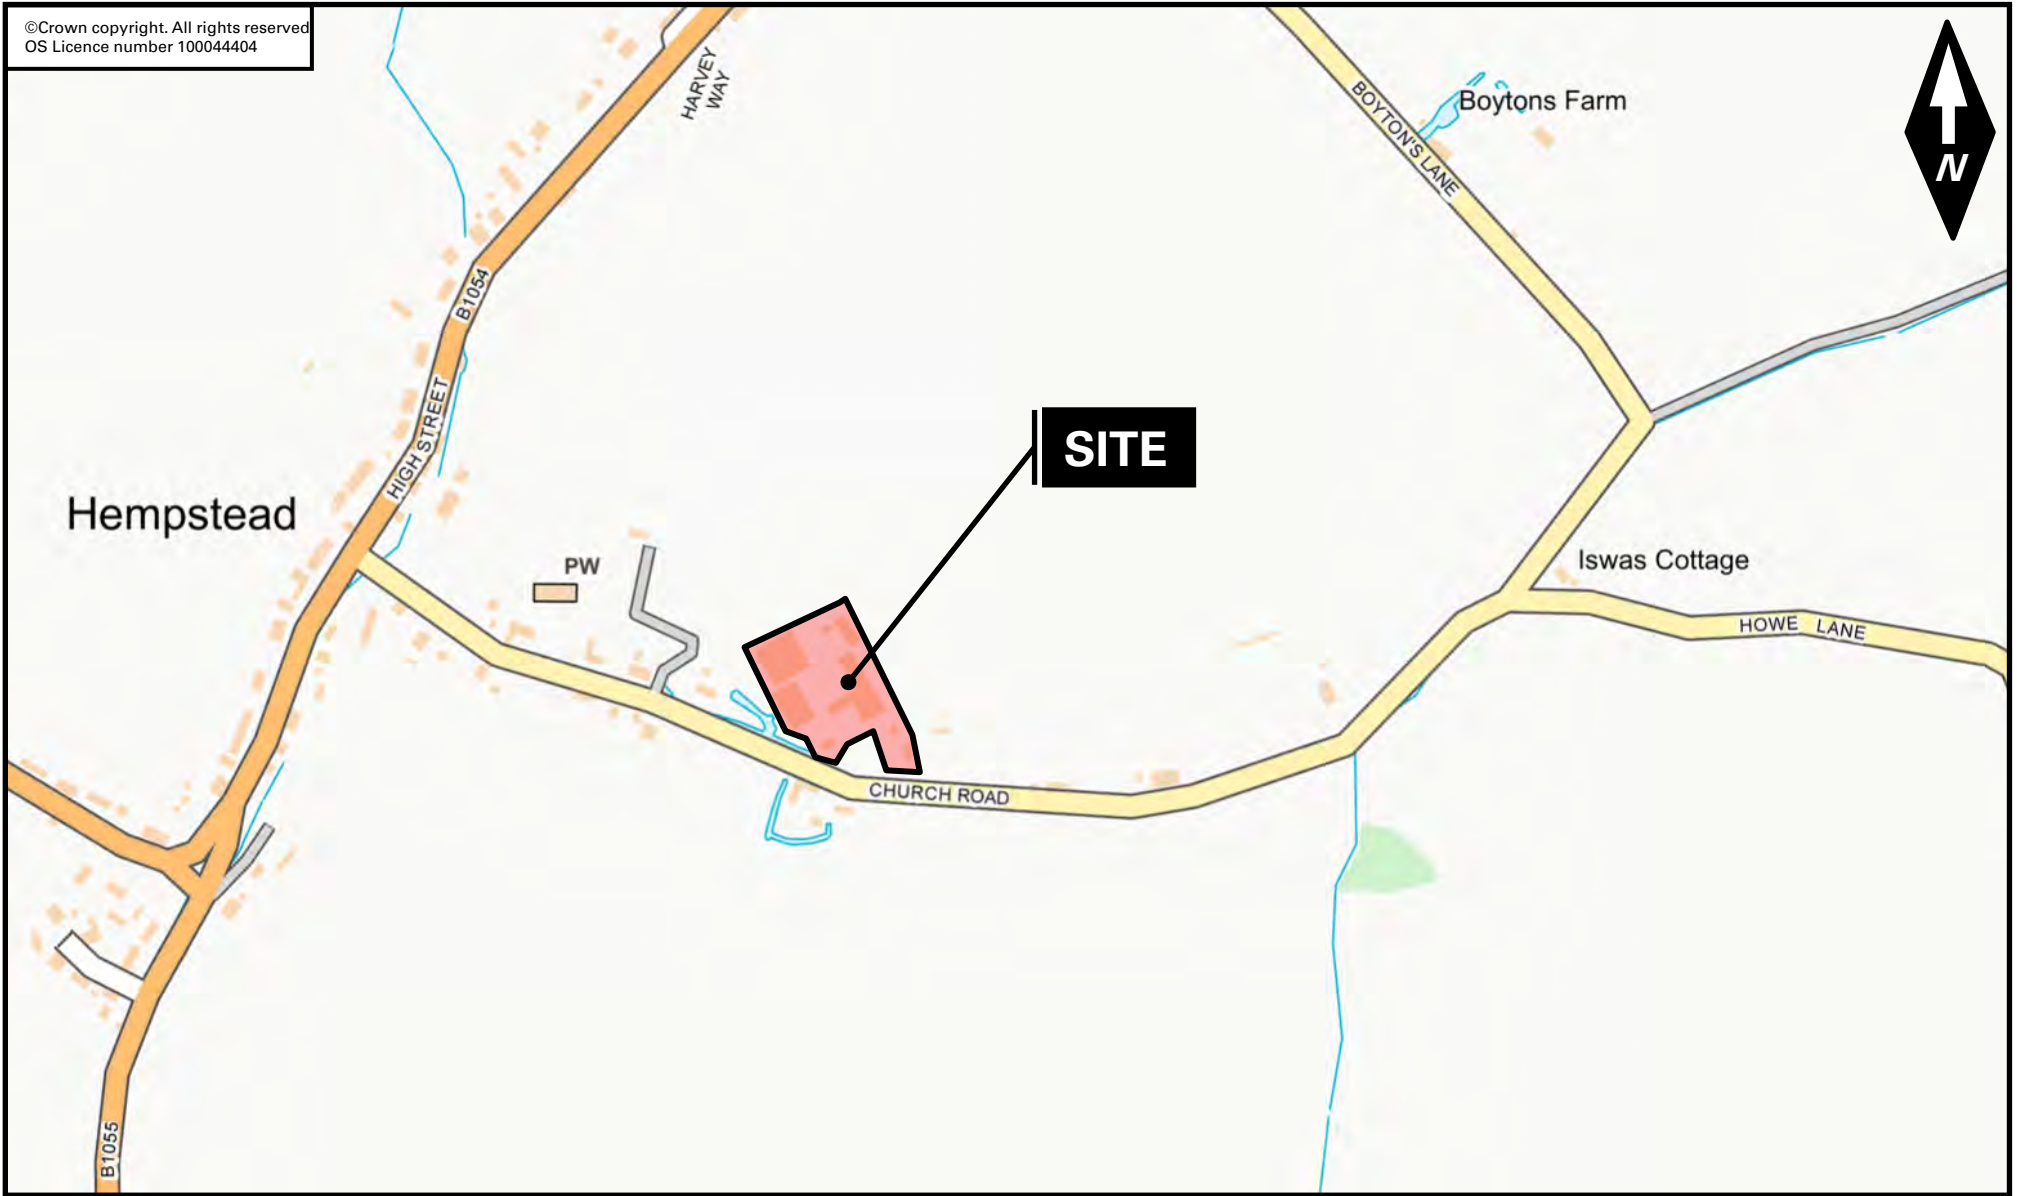 ©Crown copyright. All rights reserved
OS Licence number 100044404
HARVEY
WAY
BOYTON'S LANE
Boytons Farm
N
B1054
HIGH STREET
SITE
Hempstead
PW
Iswas Cottage
HOWE LANE
CHURCH ROAD
B1055